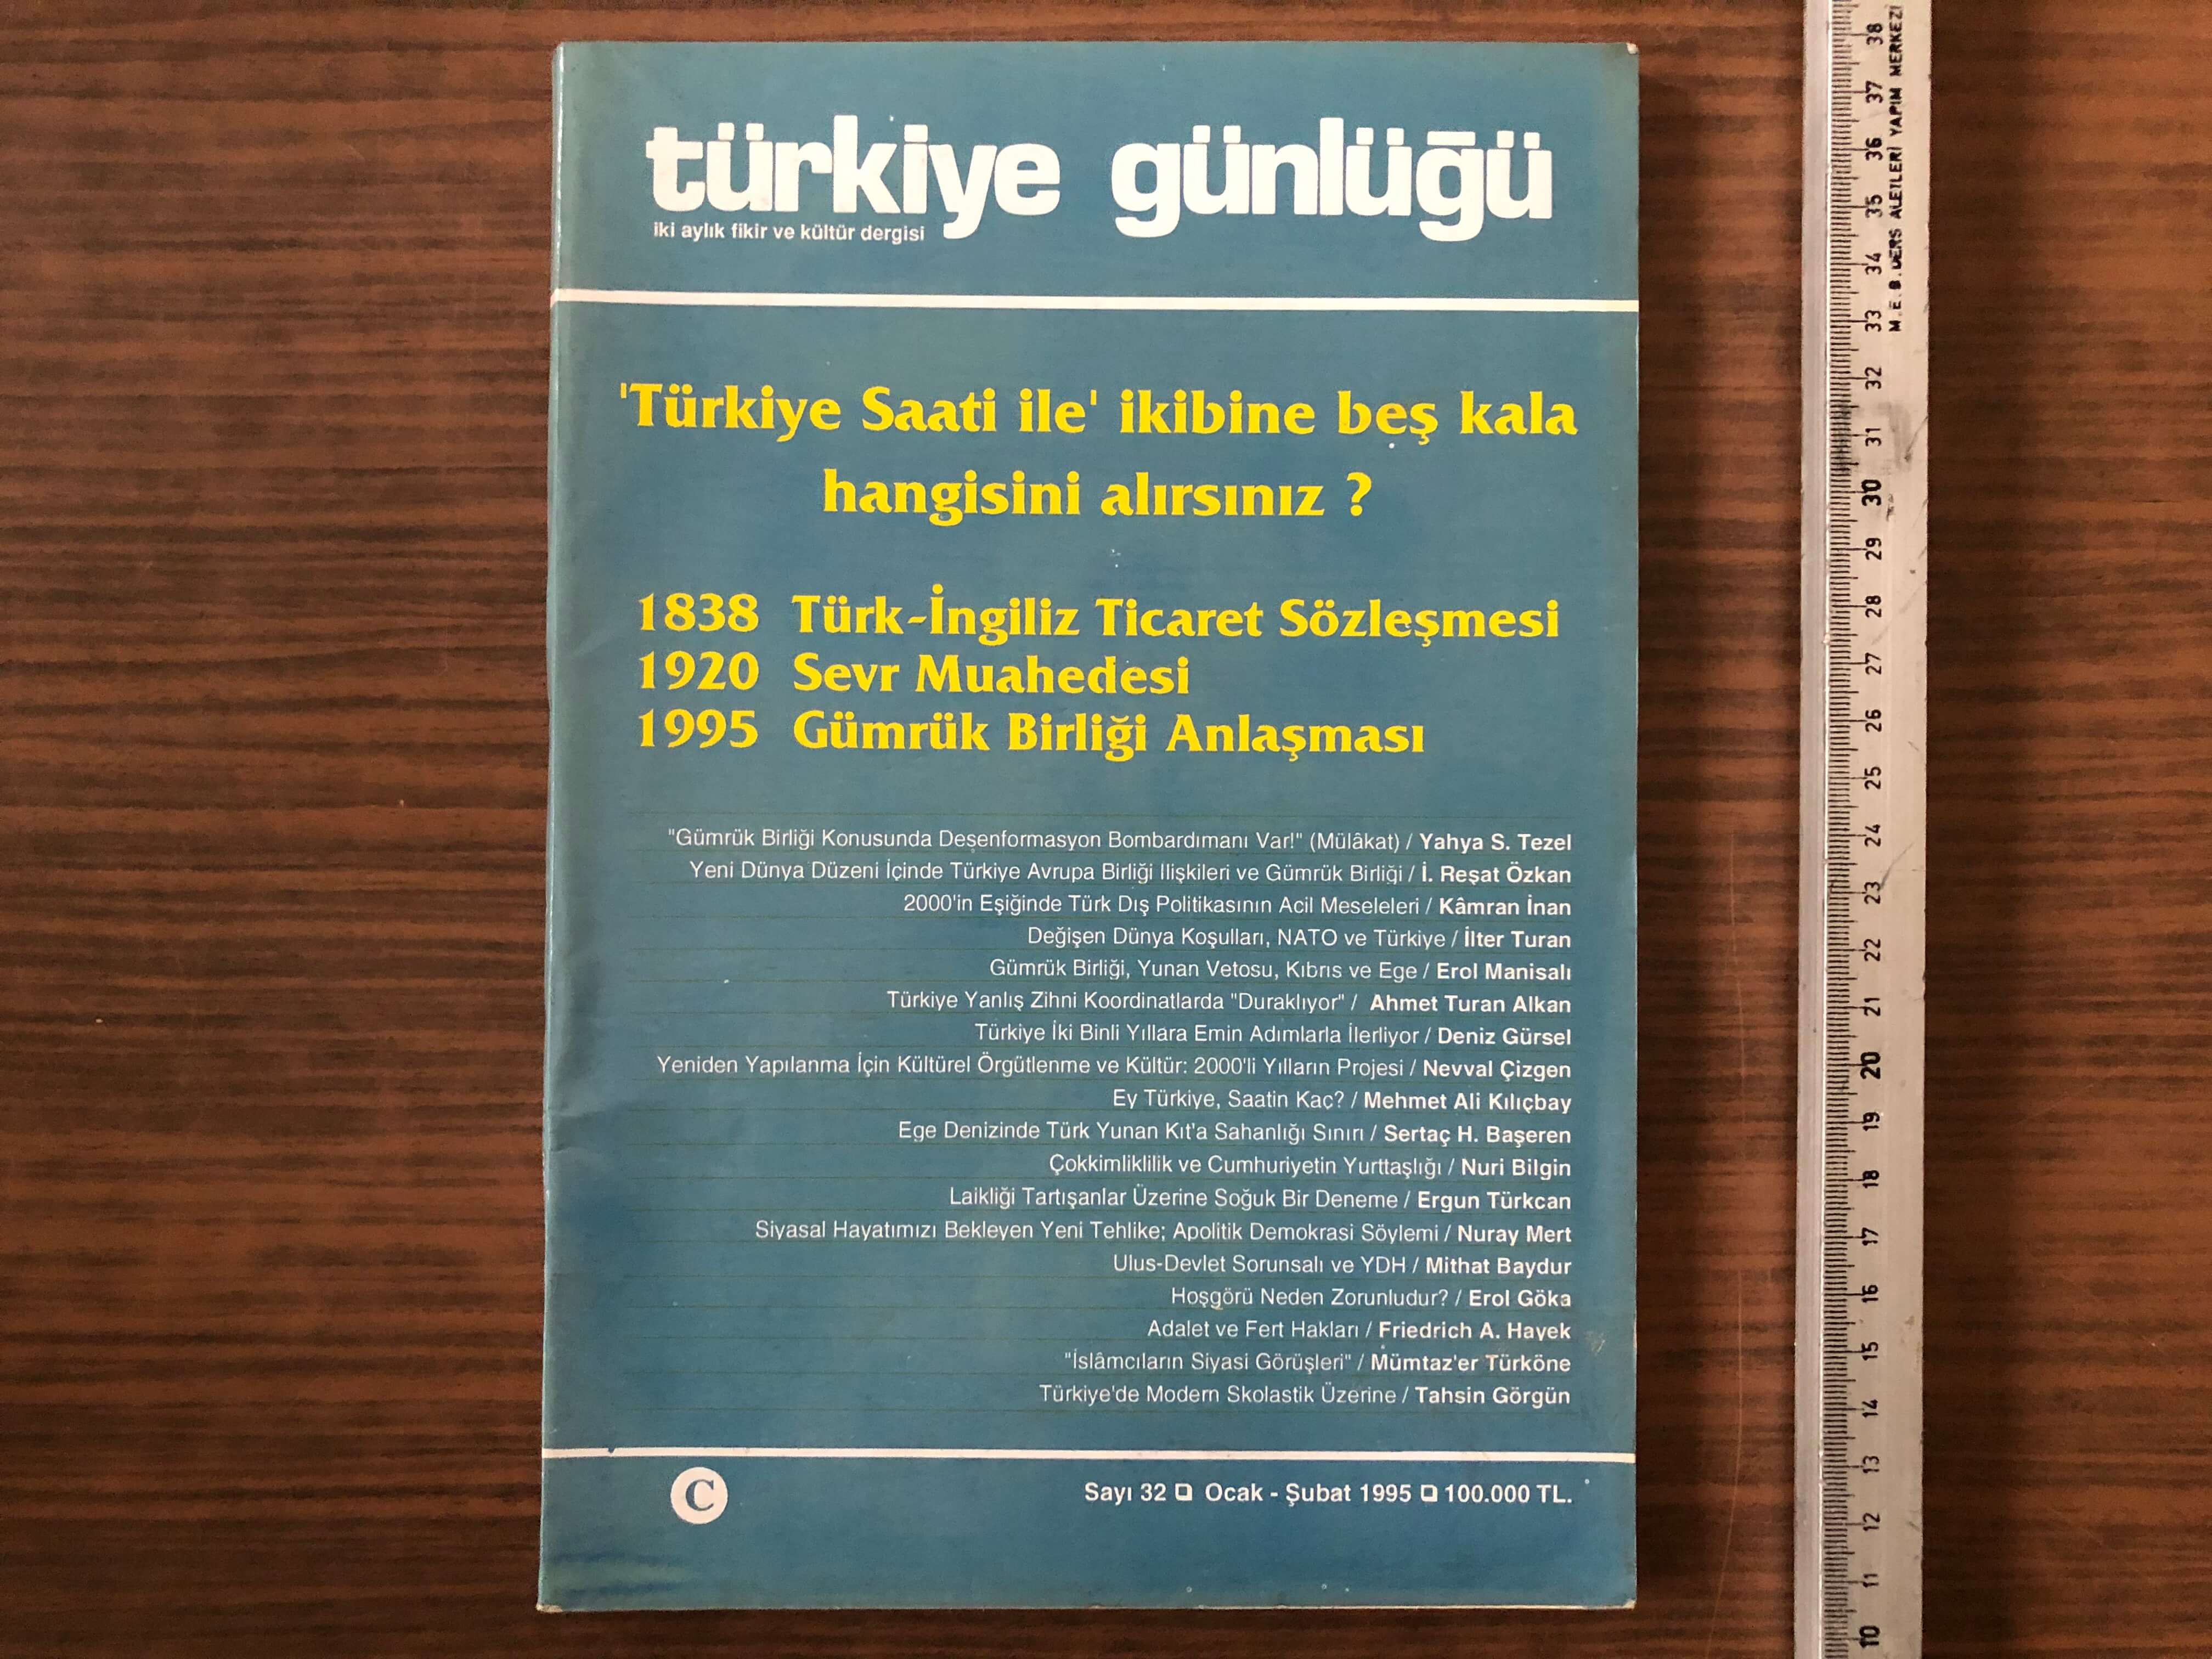 türkiye günlüğü
iki aylık fikir ve kültür dergisi
'Türkiye Saati ile' ikibine beş kala
hangisini alırsınız ?
1838 Türk-İngiliz Ticaret Sözleşmesi
1920 Sevr Muahedesi
1995 Gümrük Birliği Anlaşması
"Gümrük Birliği Konusunda Deşenformasyon Bombardımanı Var!" (Mülâkat) / Yahya S. Tezel
Yeni Dünya Düzeni İçinde Türkiye Avrupa Birliği Ilişkileri ve Gümrük Birliği / İ. Reşat Özkan
2000'in Eşiğinde Türk Dış Politikasının Acil Meseleleri / Kâmran İnan
Değişen Dünya Koşulları, NATO ve Türkiye / İlter Turan
Gümrük Birliği, Yunan Vetosu, Kıbrıs ve Ege / Erol Manisalı
Türkiye Yanlış Zihni Koordinatlarda "Duraklıyor" / Ahmet Turan Alkan
Türkiye İki Binli Yıllara Emin Adımlarla İlerliyor / Deniz Gürsel
Yeniden Yapılanma İçin Kültürel Örgütlenme ve Kültür: 2000'li Yılların Projesi / Nevval Çizgen
Ey Türkiye, Saatin Kaç? / Mehmet Ali Kılıçbay
Ege Denizinde Türk Yunan Kıt'a Sahanlığı Sınırı / Sertaç H. Başeren
Çokkimliklilik ve Cumhuriyetin Yurttaşlığı / Nuri Bilgin
Laikliği Tartışanlar Üzerine Soğuk Bir Deneme / Ergun Türkcan
Siyasal Hayatımızı Bekleyen Yeni Tehlike; Apolitik Demokrasi Söylemi / Nuray Mert
Ulus-Devlet Sorunsalı ve YDH / Mithat Baydur
Hoşgörü Neden Zorunludur? / Erol Göka
Adalet ve Fert Hakları / Friedrich A. Hayek
"İslâmcıların Siyasi Görüşleri" / Mümtaz'er Türköne
Türkiye'de Modern Skolastik Üzerine / Tahsin Görgün
C
Sayı 32 Ocak - Şubat 1995 100.000 TL.
M.E.B. DERS ALETLERİ YAPIM MERKEZİ
38
37
36
35
34
33
32
31
30
29
28
27
26
25
24
23
22
21
20
19
18
17
16
15
14
13
12
11
10